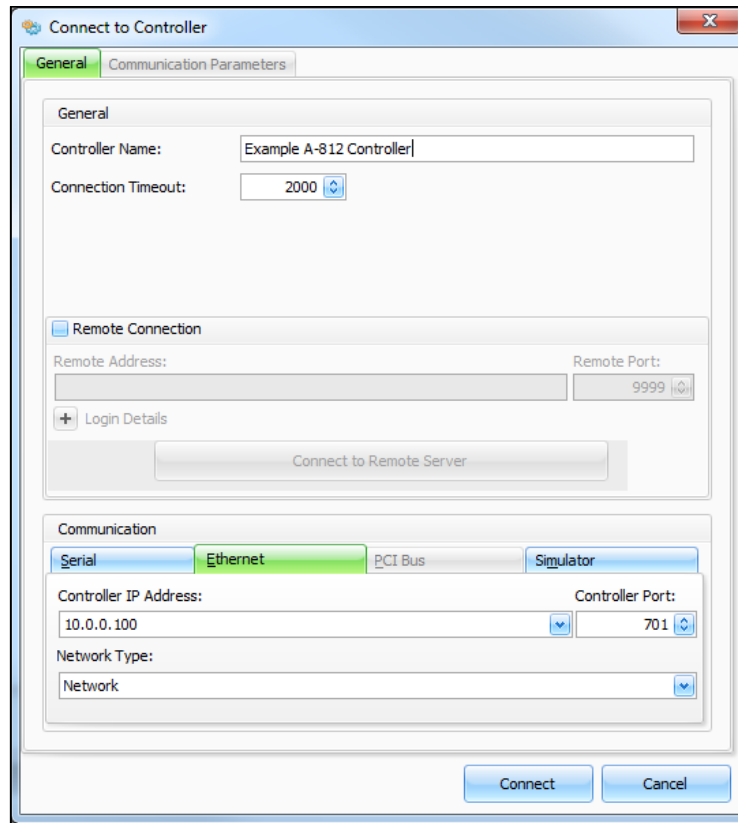 Connect to Controller
General Communication Parameters
General
Controller Name: Example A-812 Controller
Connection Timeout: 2000
Remote Connection
Remote Address: Remote Port:
9999
+ Login Details
Connect to Remote Server
Communication
Serial Ethernet PCI Bus Simulator
Controller IP Address: Controller Port:
10.0.0.100 701
Network Type:
Network
Connect Cancel